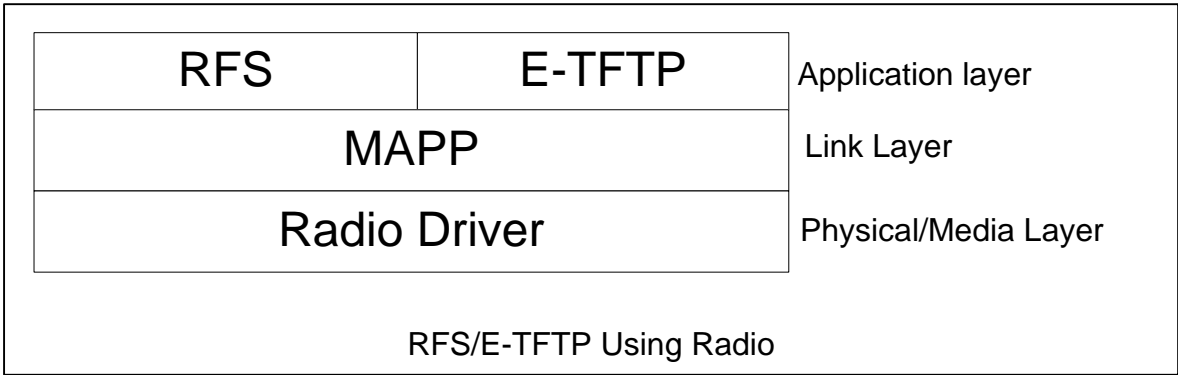 RFS E-TFTP Application layer
MAPP Link Layer
Radio Driver Physical/Media Layer
RFS/E-TFTP Using Radio